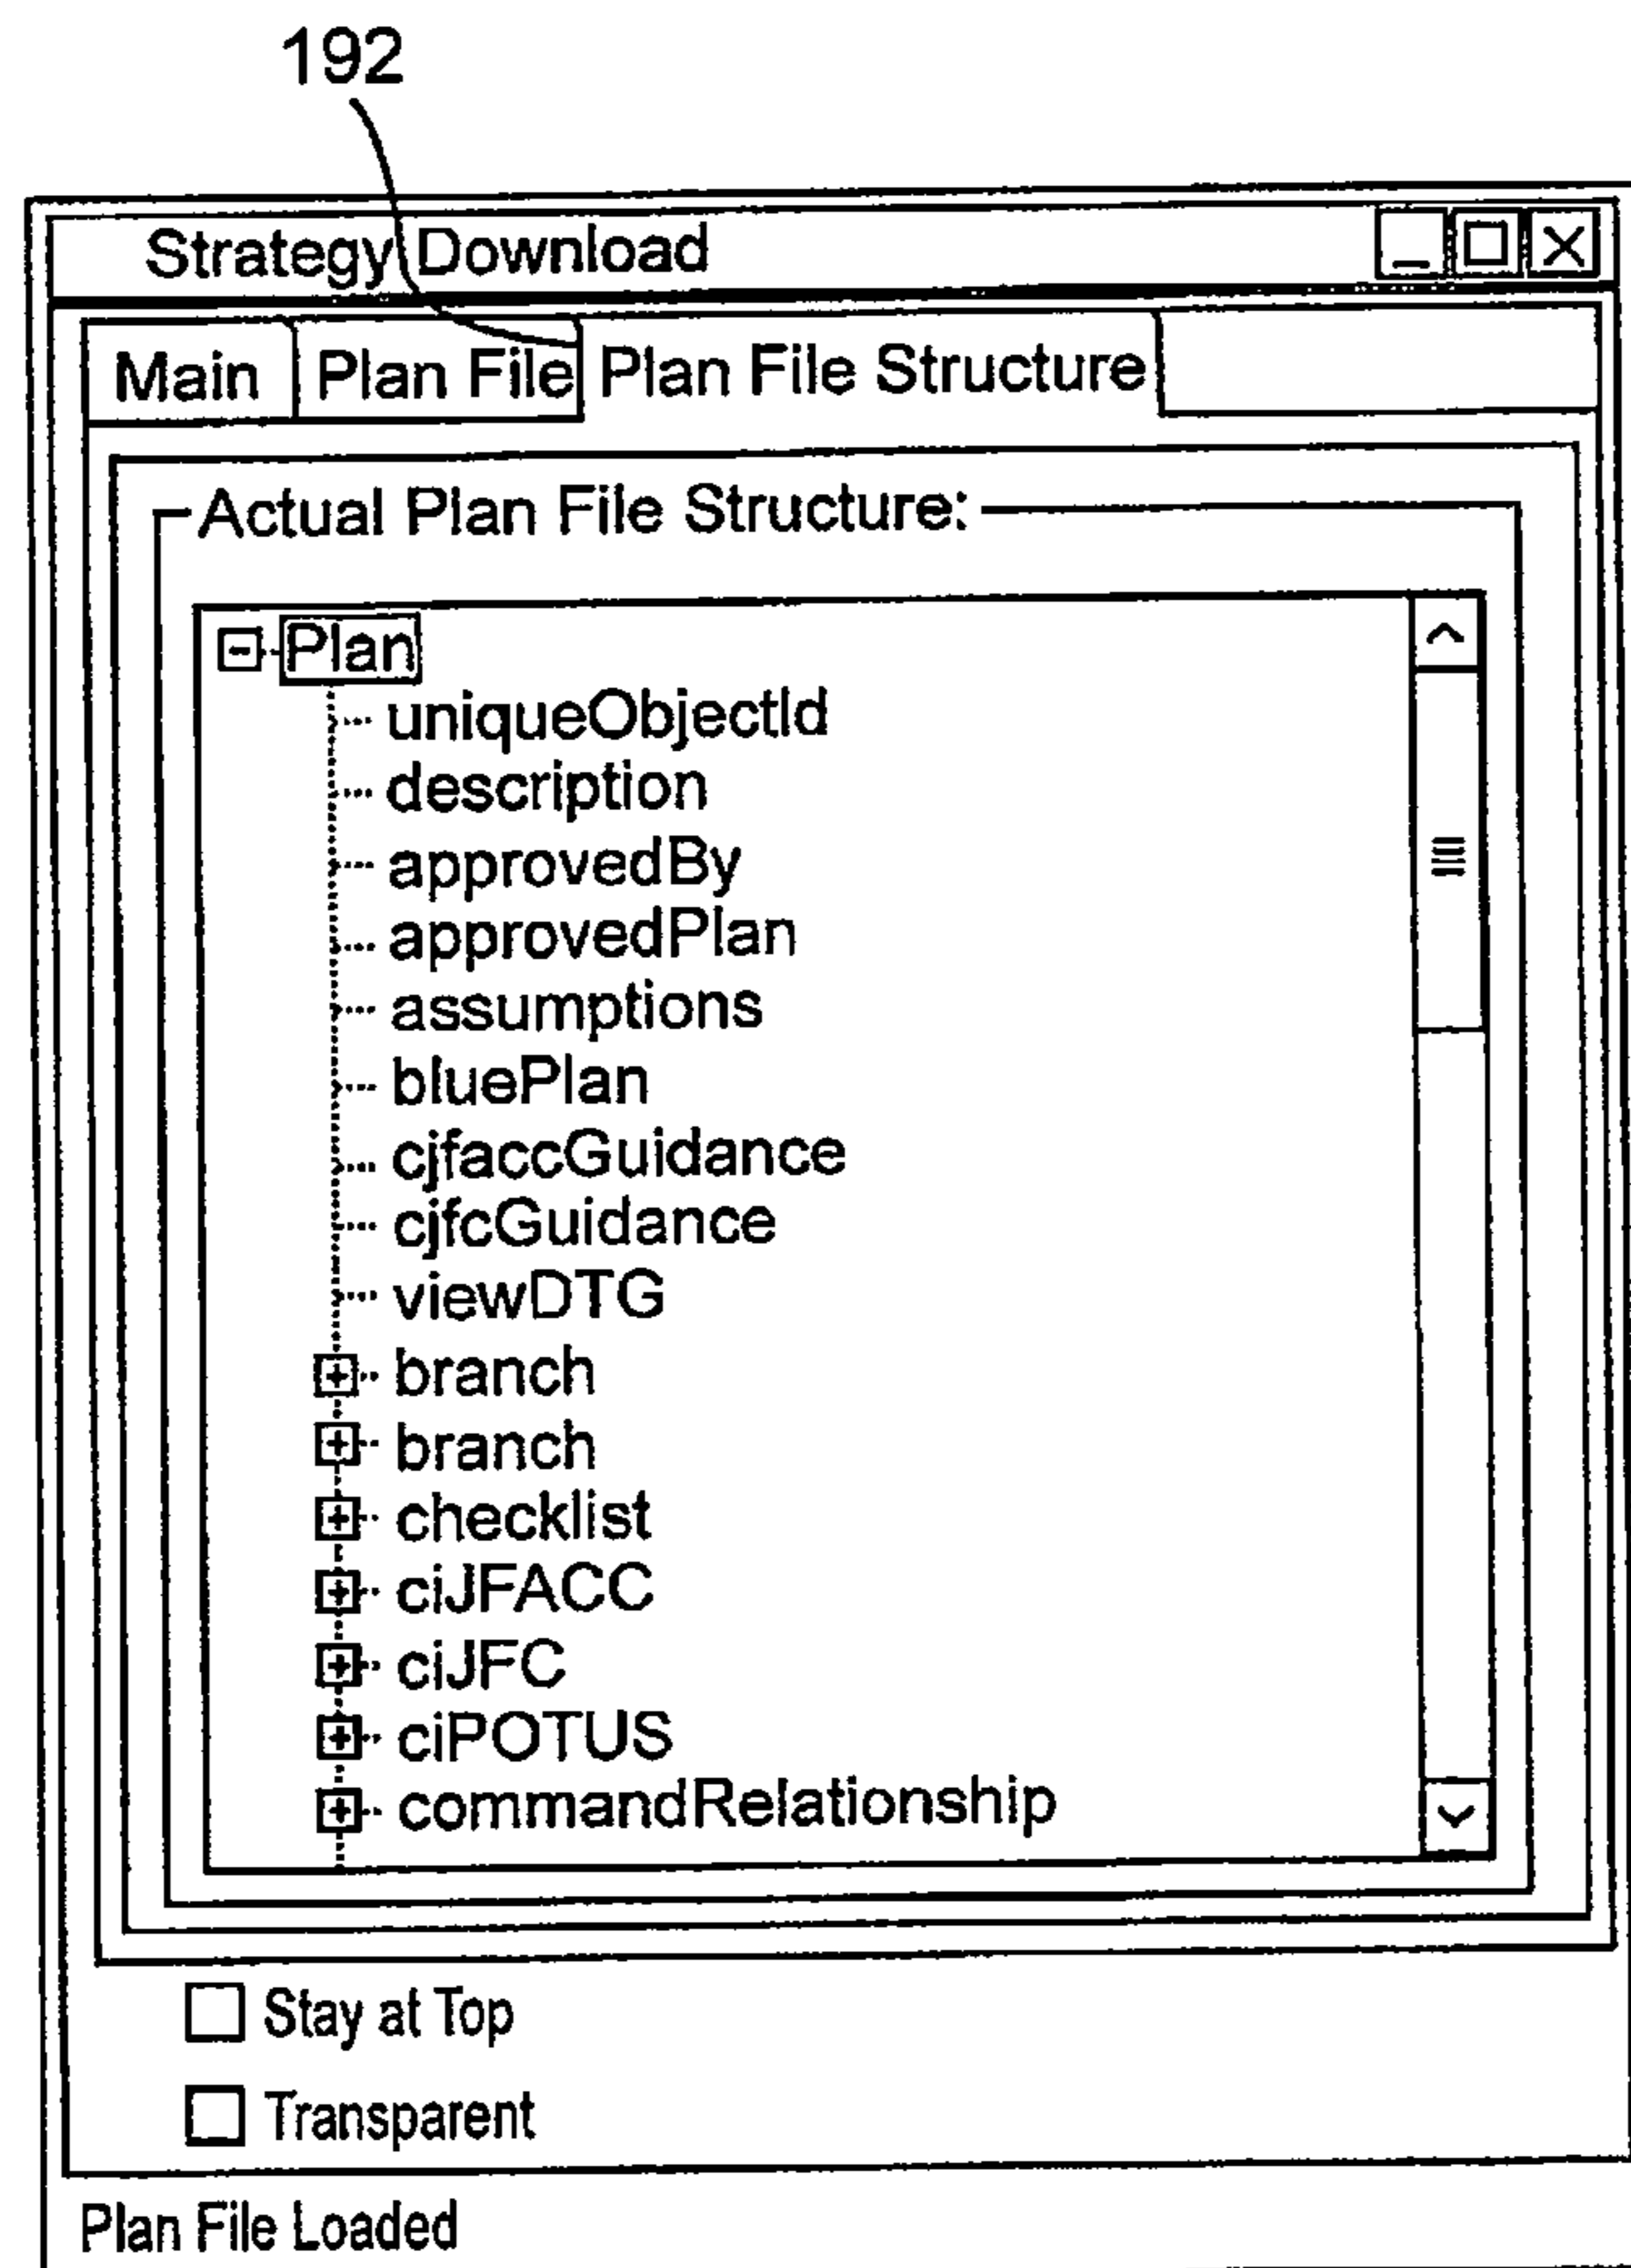 192
Strategy Download
Main Plan File Plan File Structure
Actual Plan File Structure:
Plan
uniqueObjectId
description
approvedBy
approvedPlan
assumptions
bluePlan
cjfaccGuidance
cjfcGuidance
viewDTG
branch
branch
checklist
ciJFACC
ciJFC
ciPOTUS
commandRelationship
Stay at Top
Transparent
Plan File Loaded